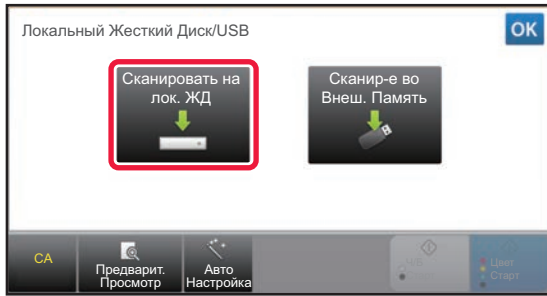 Локальный Жесткий Диск/USB
OK
Сканировать на
лок. ЖД
Сканир-е во
Внеш. Память
CA
Предварит.
Просмотр
Авто
Настройка
Ч/Б
Старт
Цвет
Старт